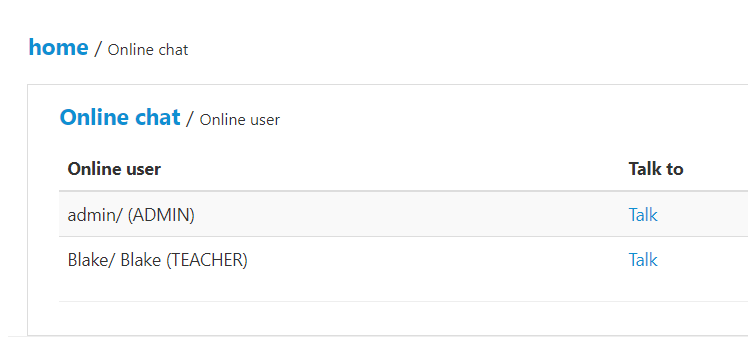 home / Online chat
Online chat / Online user
Online user Talk to
admin/ (ADMIN) Talk
Blake/ Blake (TEACHER) Talk